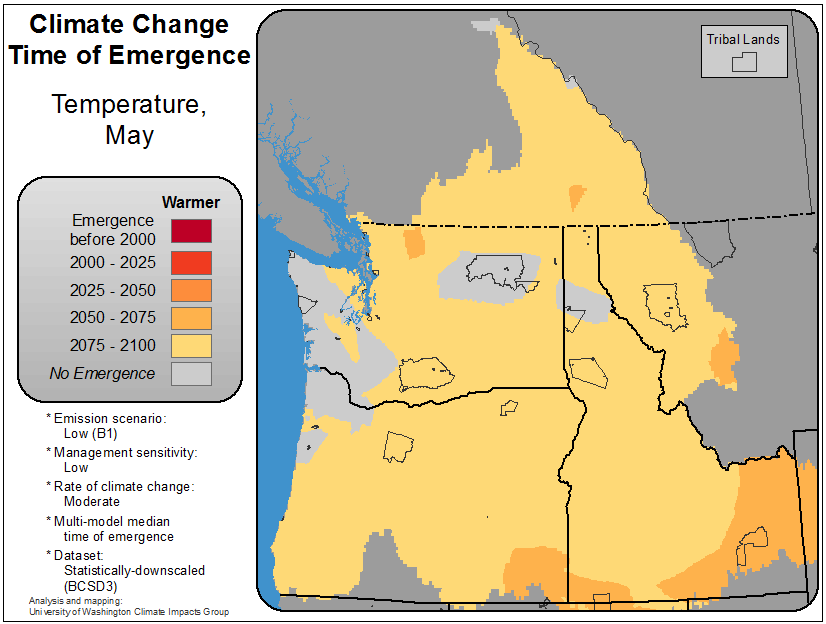 Climate Change
Time of Emergence
Temperature,
May
Warmer
Emergence
before 2000
2000 - 2025
2025 - 2050
2050 - 2075
2075 - 2100
No Emergence
* Emission scenario:
Low (B1)
* Management sensitivity:
Low
* Rate of climate change:
Moderate
* Multi-model median
time of emergence
* Dataset:
Statistically-downscaled
(BCSD3)
Analysis and mapping:
University of Washington Climate Impacts Group
Tribal Lands